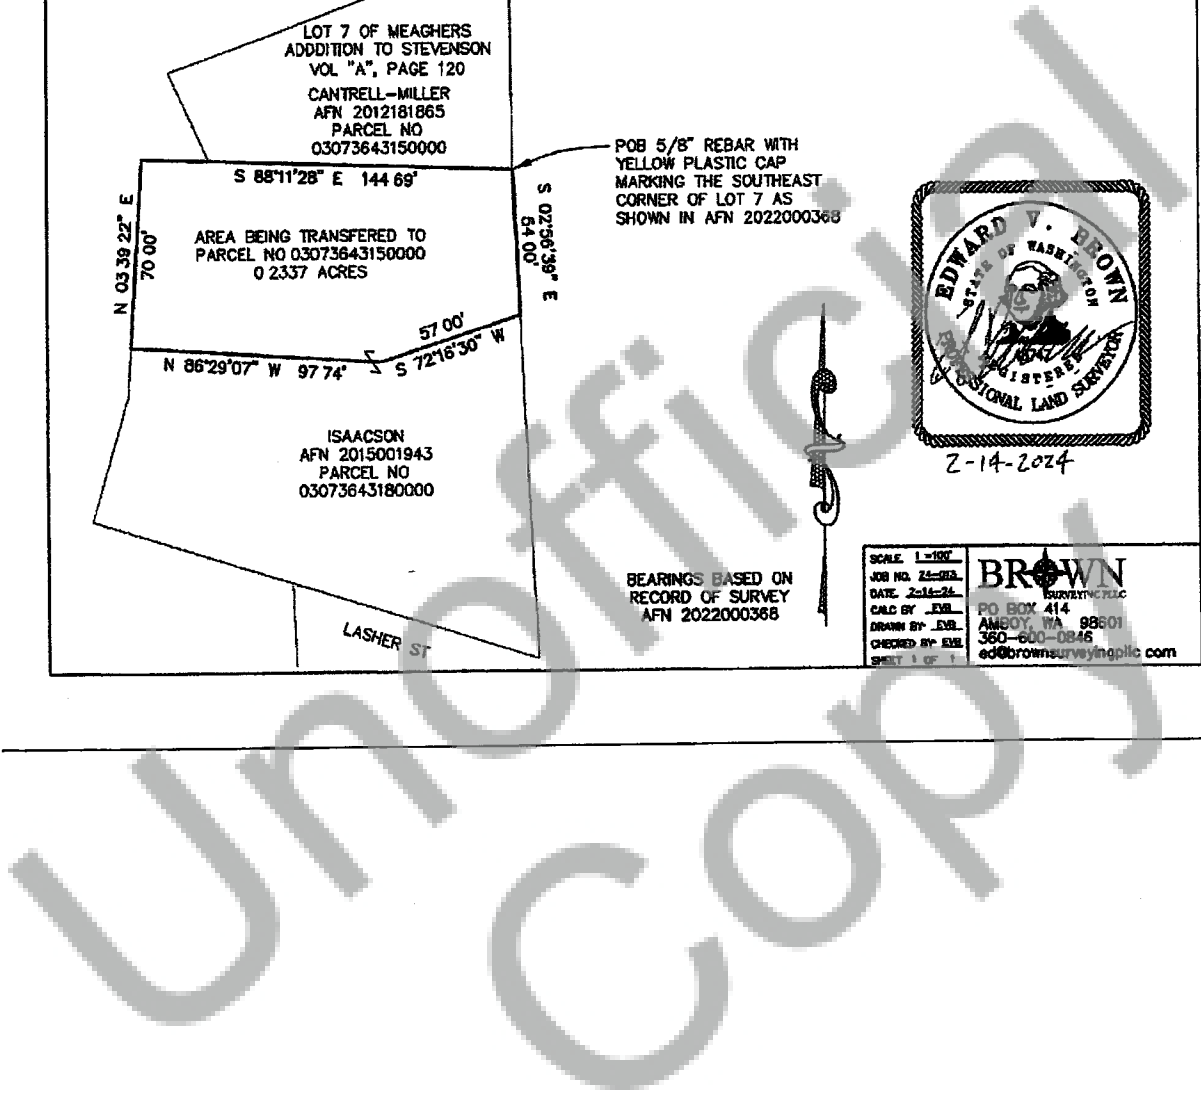 LOT 7 OF MEAGHERS
ADDDITION TO STEVENSON
VOL "A", PAGE 120
CANTRELL-MILLER
AFN 2012181865
PARCEL NO
03073643150000
POB 5/8" REBAR WITH
YELLOW PLASTIC CAP
MARKING THE SOUTHEAST
CORNER OF LOT 7 AS
SHOWN IN AFN 2022000368
S 88°11'28" E 144 69'
N 03 39 22" E
70 00'
S 02°56'39" E
54 00'
AREA BEING TRANSFERED TO
PARCEL NO 03073643150000
0 2337 ACRES
57 00'
S 72°16'30" W
N 86°29'07" W 97 74'
ISAACSON
AFN 2015001943
PARCEL NO
03073643180000
LASHER ST
BEARINGS BASED ON
RECORD OF SURVEY
AFN 2022000368
EDWARD V. BROWN
STATE OF WASHINGTON
REGISTERED
PROFESSIONAL LAND SURVEYOR
2-14-2024
SCALE 1"=100'
JOB NO.
DATE 2-14-24
CALC BY EVB
DRAWN BY EVB
CHECKED BY EVB
SHEET 1 OF 1
BROWN
SURVEYING PLLC
PO BOX 414
AMBOY, WA 98601
360-600-0846
ed@brownsurveyingpllc com
Unofficial
Copy